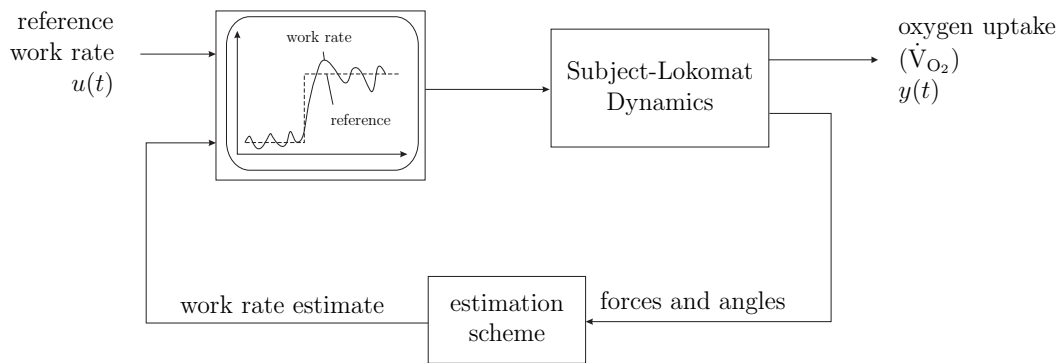 reference
work rate
u(t)
work rate
reference
Subject-Lokomat
Dynamics
oxygen uptake
(V̇O₂)
y(t)
work rate estimate
estimation
scheme
forces and angles